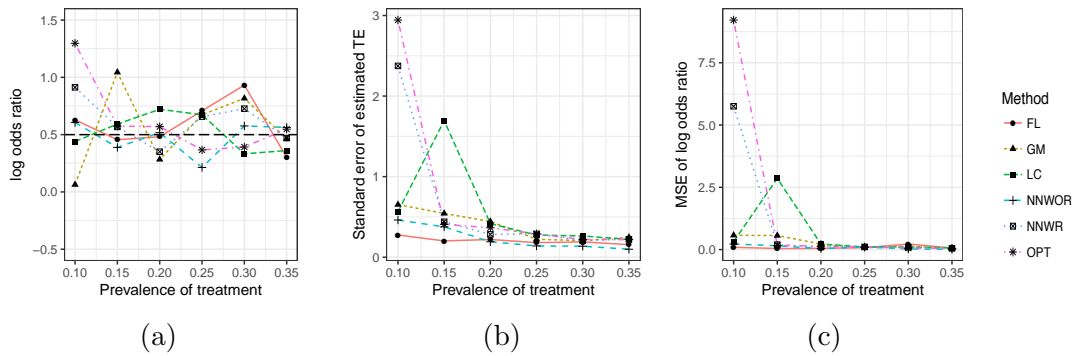 log odds ratio
1.5
1.0
0.5
0.0
−0.5
0.10 0.15 0.20 0.25 0.30 0.35
Prevalence of treatment
(a)
Standard error of estimated TE
3
2
1
0
0.10 0.15 0.20 0.25 0.30 0.35
Prevalence of treatment
(b)
MSE of log odds ratio
7.5
5.0
2.5
0.0
0.10 0.15 0.20 0.25 0.30 0.35
Prevalence of treatment
(c)
Method
FL
GM
LC
NNWOR
NNWR
OPT